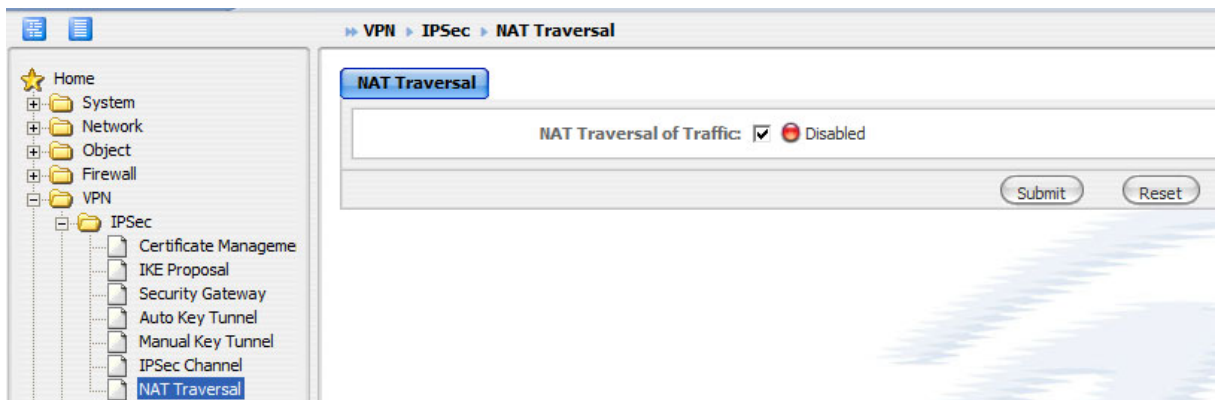 VPN IPSec NAT Traversal
Home
System
Network
Object
Firewall
VPN
IPSec
Certificate Manageme
IKE Proposal
Security Gateway
Auto Key Tunnel
Manual Key Tunnel
IPSec Channel
NAT Traversal
NAT Traversal
NAT Traversal of Traffic: Disabled
Submit Reset